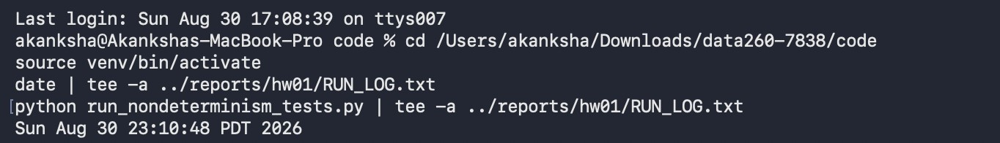 Last login: Sun Aug 30 17:08:39 on ttys007
akanksha@Akankshas-MacBook-Pro code % cd /Users/akanksha/Downloads/data260-7838/code
source venv/bin/activate
date | tee -a ../reports/hw01/RUN_LOG.txt
[python run_nondeterminism_tests.py | tee -a ../reports/hw01/RUN_LOG.txt
Sun Aug 30 23:10:48 PDT 2026